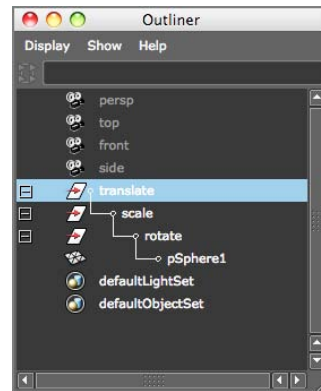 Outliner
Display Show Help
persp
top
front
side
translate
scale
rotate
pSphere1
defaultLightSet
defaultObjectSet